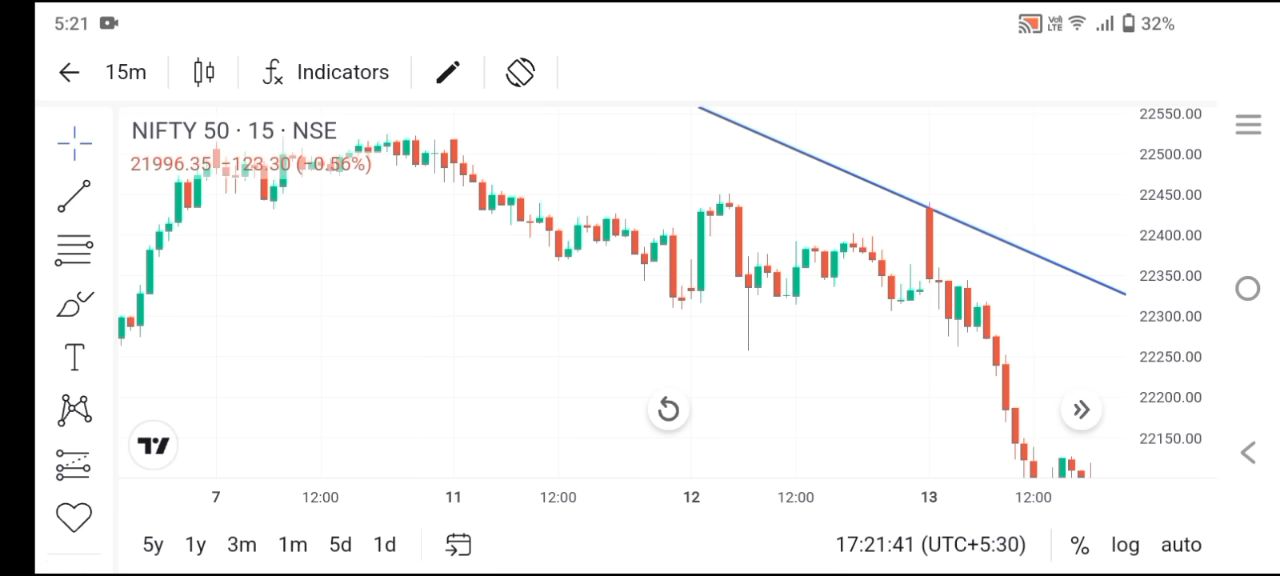 5:21 Vo) LTE 32%
15m Indicators
NIFTY 50 · 15 · NSE
21996.35 −123.30 (−0.56%)
22550.00
22500.00
22450.00
22400.00
22350.00
22300.00
22250.00
22200.00
22150.00
T
7 12:00 11 12:00 12 12:00 13 12:00
5y 1y 3m 1m 5d 1d 17:21:41 (UTC+5:30) % log auto